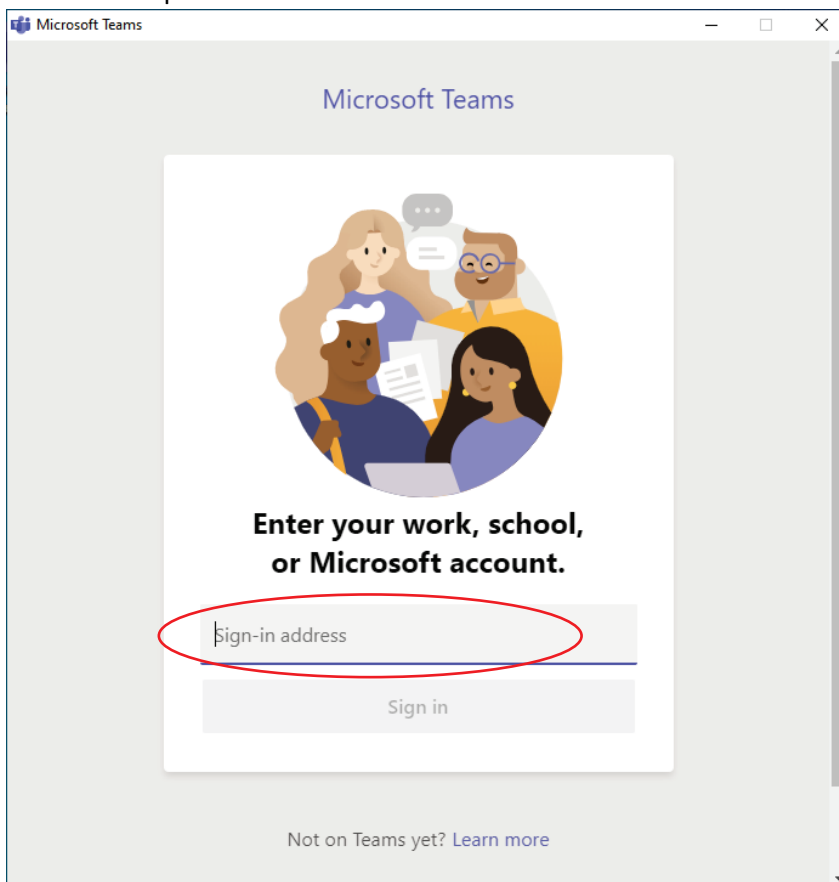 Microsoft Teams
Microsoft Teams
Enter your work, school,
or Microsoft account.
Sign-in address
Sign in
Not on Teams yet? Learn more